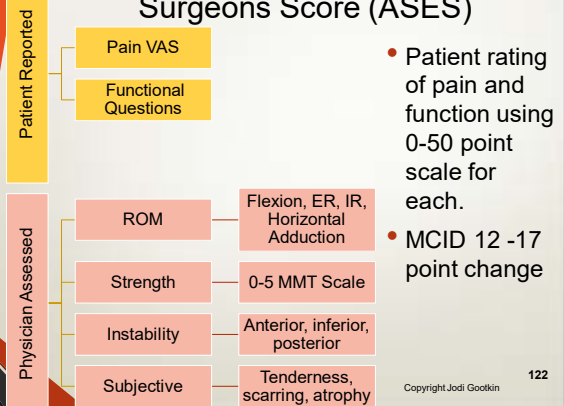 Surgeons Score (ASES)
Patient Reported
Pain VAS
Functional
Questions
Physician Assessed
ROM
Flexion, ER, IR,
Horizontal
Adduction
Strength
0-5 MMT Scale
Instability
Anterior, inferior,
posterior
Subjective
Tenderness,
scarring, atrophy
• Patient rating
of pain and
function using
0-50 point
scale for
each.
• MCID 12 -17
point change
Copyright Jodi Gootkin
122